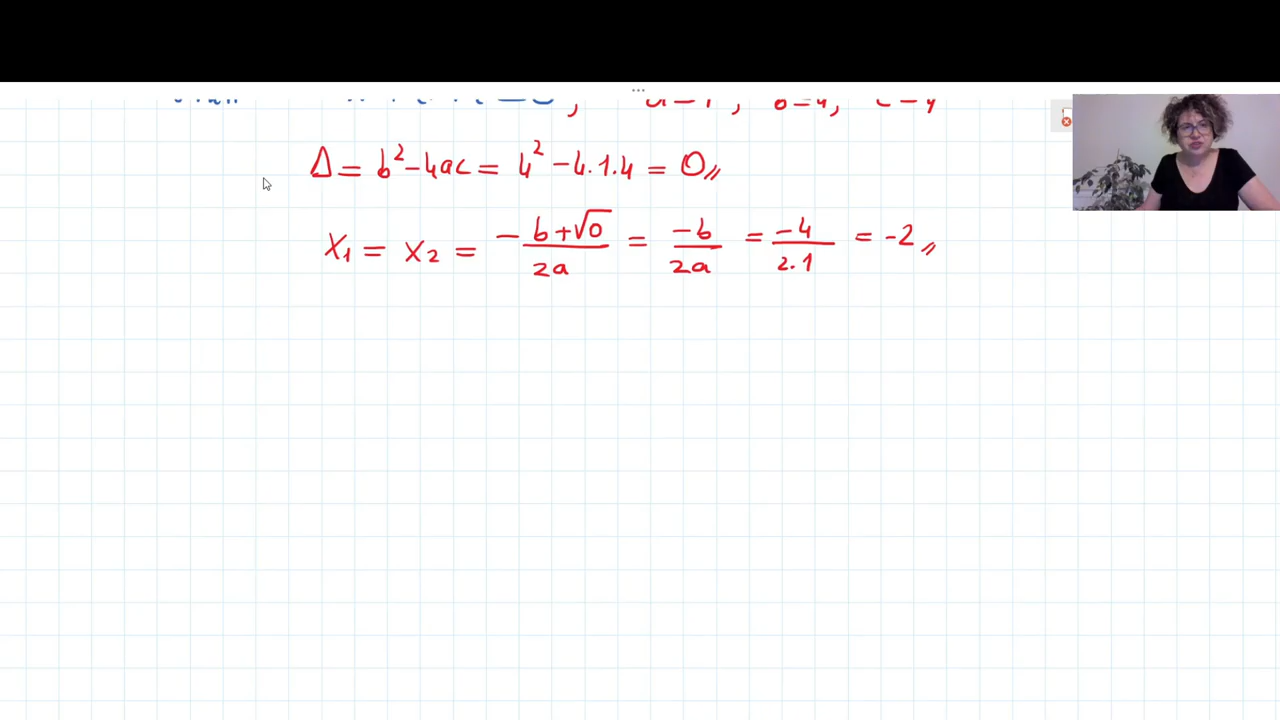 Δ = b² - 4ac = 4² - 4.1.4 = 0
x₁ = x₂ = -b+√0 / 2a = -b / 2a = -4 / 2.1 = -2